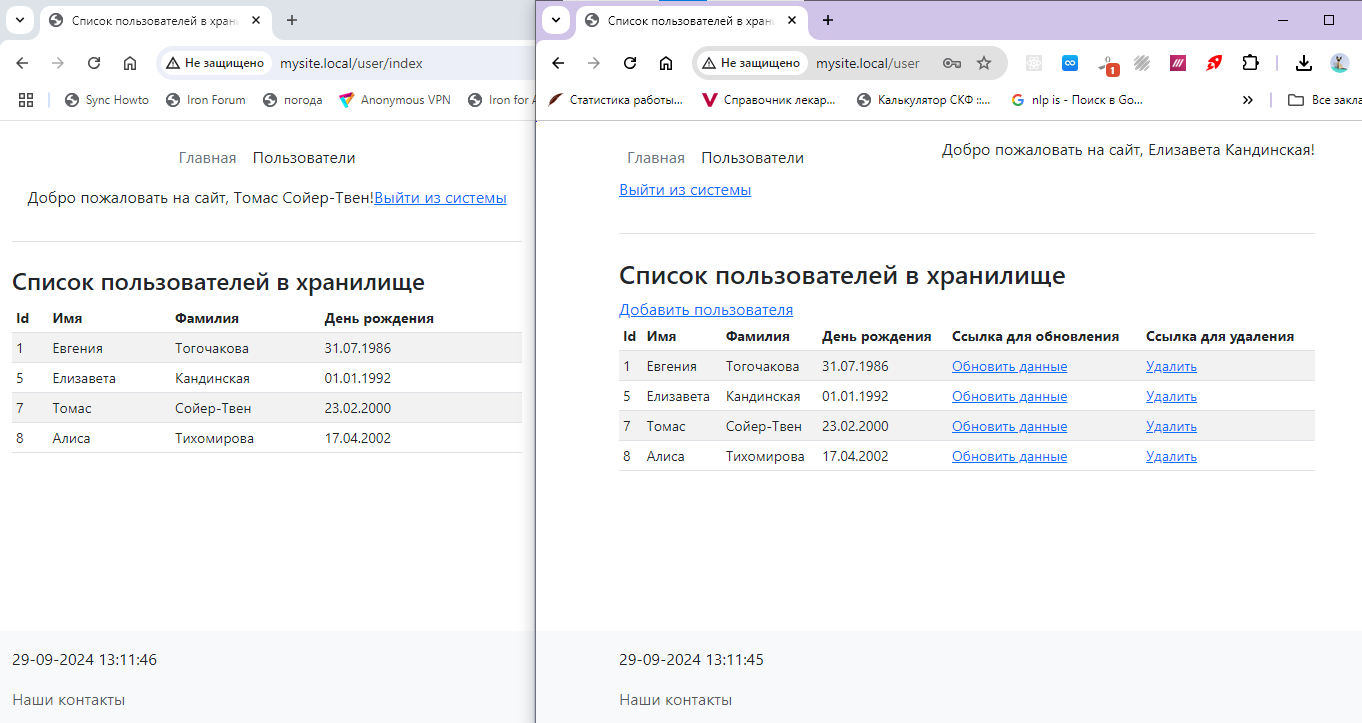 Список пользователей в хран
Не защищено mysite.local/user/index
Sync Howto Iron Forum погода Anonymous VPN Iron for A
Главная Пользователи
Добро пожаловать на сайт, Томас Сойер-Твен!Выйти из системы
Список пользователей в хранилище
Id Имя Фамилия День рождения
1 Евгения Тогочакова 31.07.1986
5 Елизавета Кандинская 01.01.1992
7 Томас Сойер-Твен 23.02.2000
8 Алиса Тихомирова 17.04.2002
29-09-2024 13:11:46
Наши контакты
Список пользователей в хран
Не защищено mysite.local/user
1
Статистика работы... Справочник лекар... Калькулятор СКФ ::... nlp is - Поиск в Go... » Все закла
Главная Пользователи
Добро пожаловать на сайт, Елизавета Кандинская!
Выйти из системы
Список пользователей в хранилище
Добавить пользователя
Id Имя Фамилия День рождения Ссылка для обновления Ссылка для удаления
1 Евгения Тогочакова 31.07.1986 Обновить данные Удалить
5 Елизавета Кандинская 01.01.1992 Обновить данные Удалить
7 Томас Сойер-Твен 23.02.2000 Обновить данные Удалить
8 Алиса Тихомирова 17.04.2002 Обновить данные Удалить
29-09-2024 13:11:45
Наши контакты